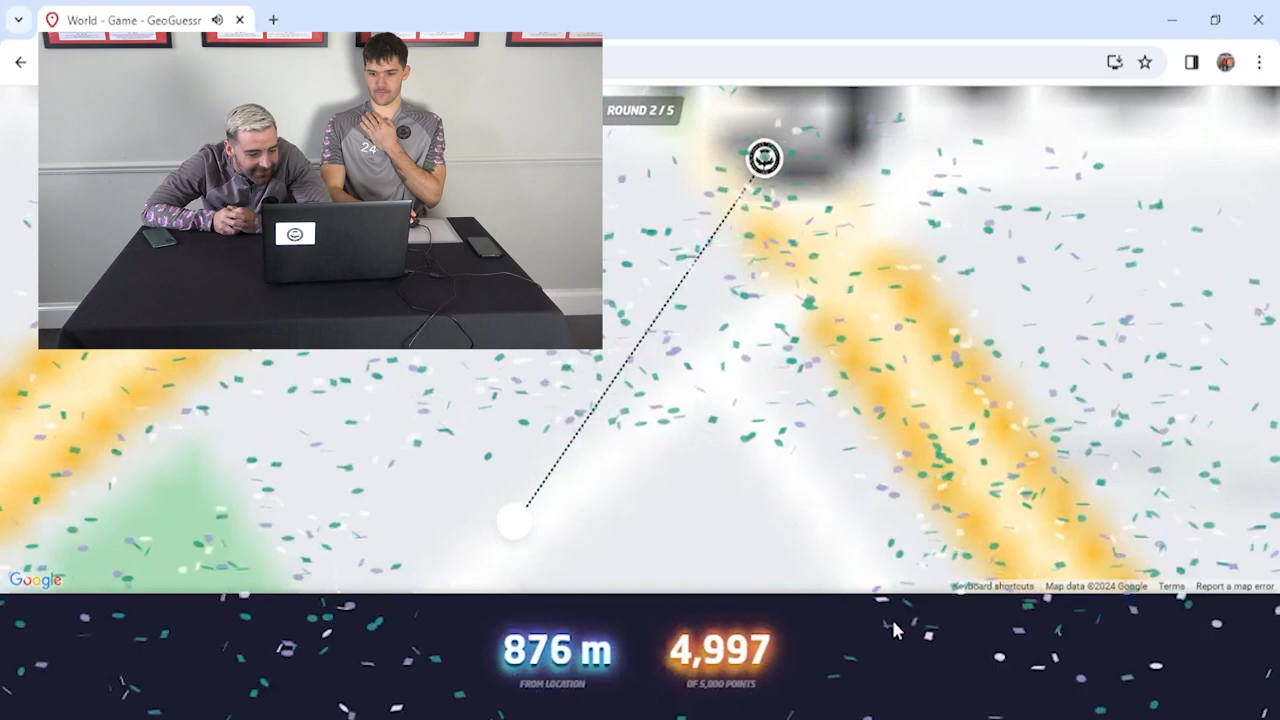 World - Game - GeoGuessr
ROUND 2 / 5
24
Google
Keyboard shortcuts
Map data ©2024 Google
Terms
Report a map error
876 m
4,997
FROM LOCATION
OF 5,000 POINTS